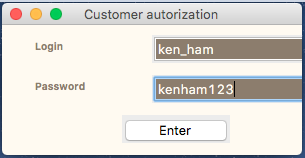 Customer autorization
Login ken_ham
Password kenham123
Enter